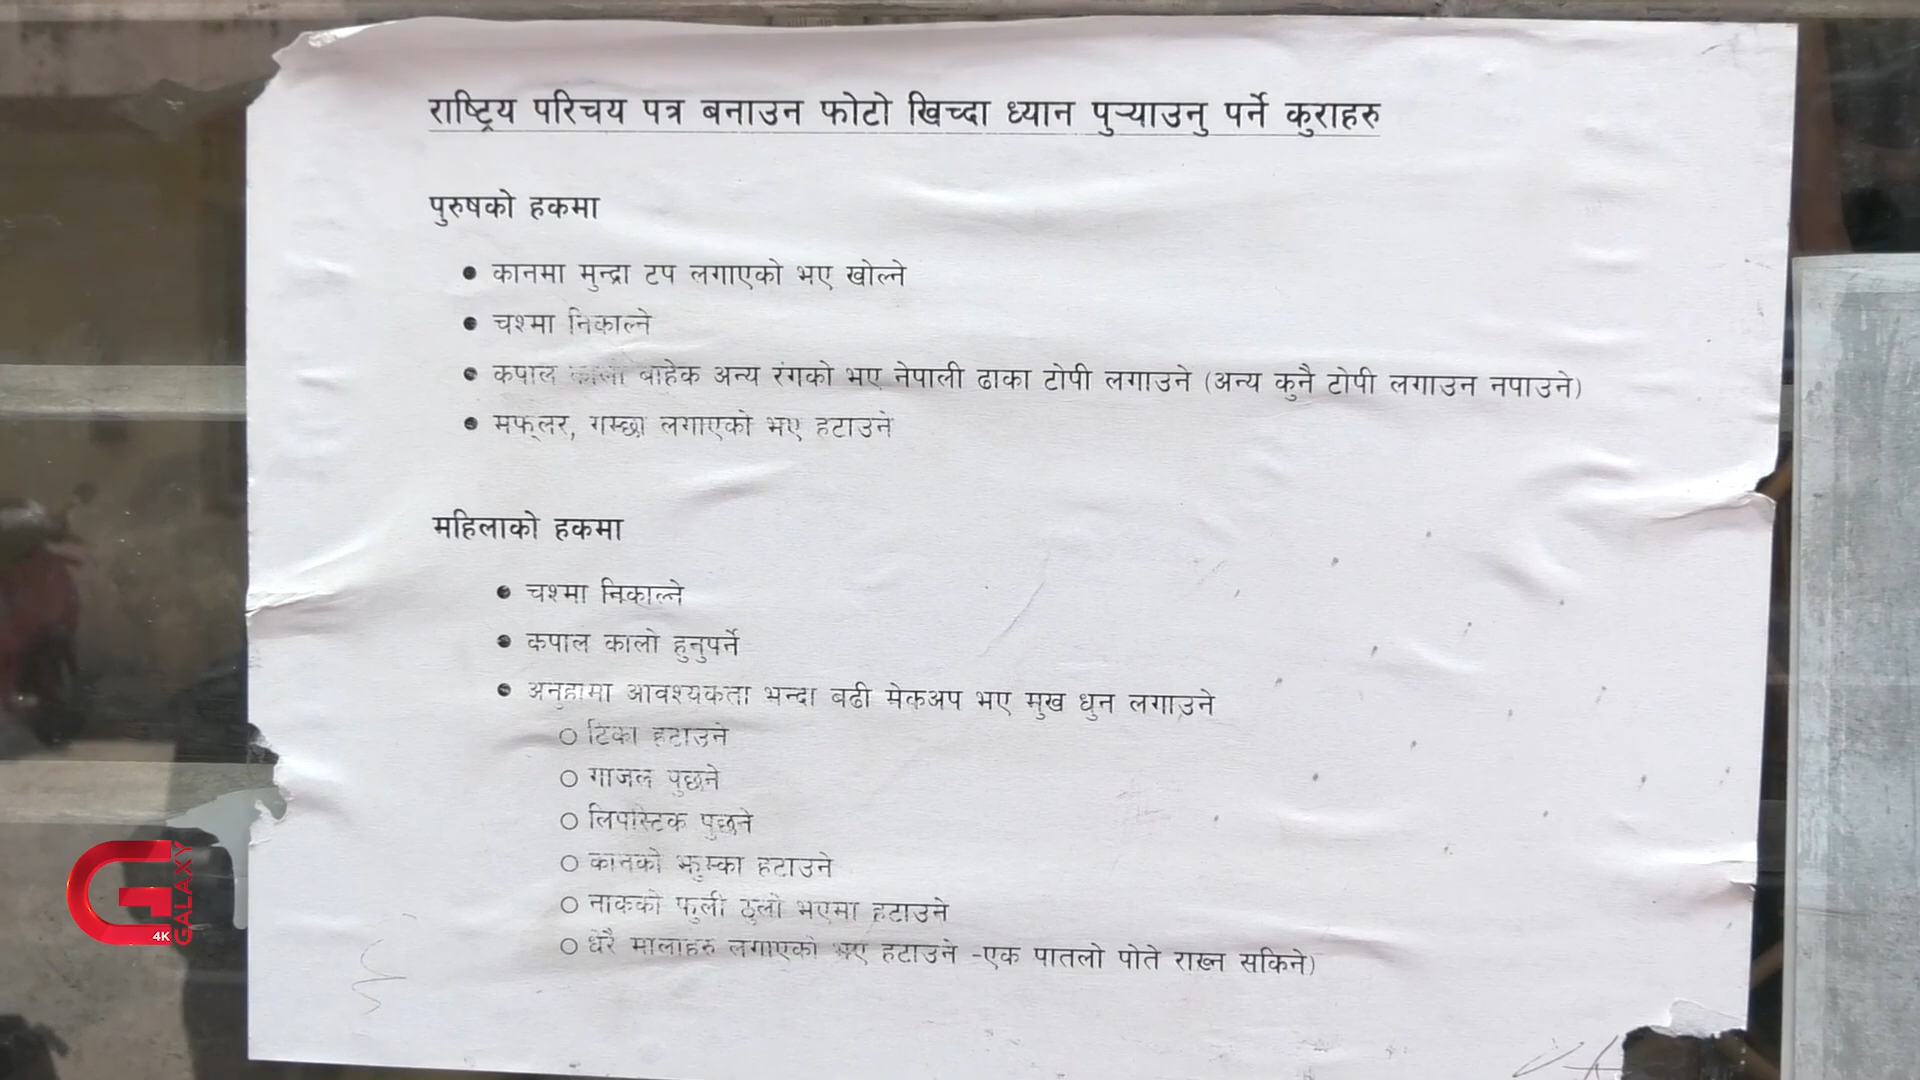 राष्ट्रिय परिचय पत्र बनाउन फोटो खिच्दा ध्यान पुर्‍याउनु पर्ने कुराहरु
पुरुषको हकमा
• कानमा मुन्द्रा टप लगाएको भए खोल्ने
• चश्मा निकाल्ने
• कपाल कालो बाहेक अन्य रंगको भए नेपाली ढाका टोपी लगाउने (अन्य कुनै टोपी लगाउन नपाउने)
• मफ्लर, गम्छा लगाएको भए हटाउने
महिलाको हकमा
• चश्मा निकाल्ने
• कपाल कालो हुनुपर्ने
• अनुहामा आवश्यकता भन्दा बढी मेकअप भए मुख धुन लगाउने
○ टिका हटाउने
○ गाजल पुछ्ने
○ लिपस्टिक पुछ्ने
○ कानको झुम्का हटाउने
○ नाकको फुली ठुलो भएमा हटाउने
○ धेरै मालाहरु लगाएको भए हटाउने -एक पातलो पोते राख्न सकिने)
GALAXY
4K